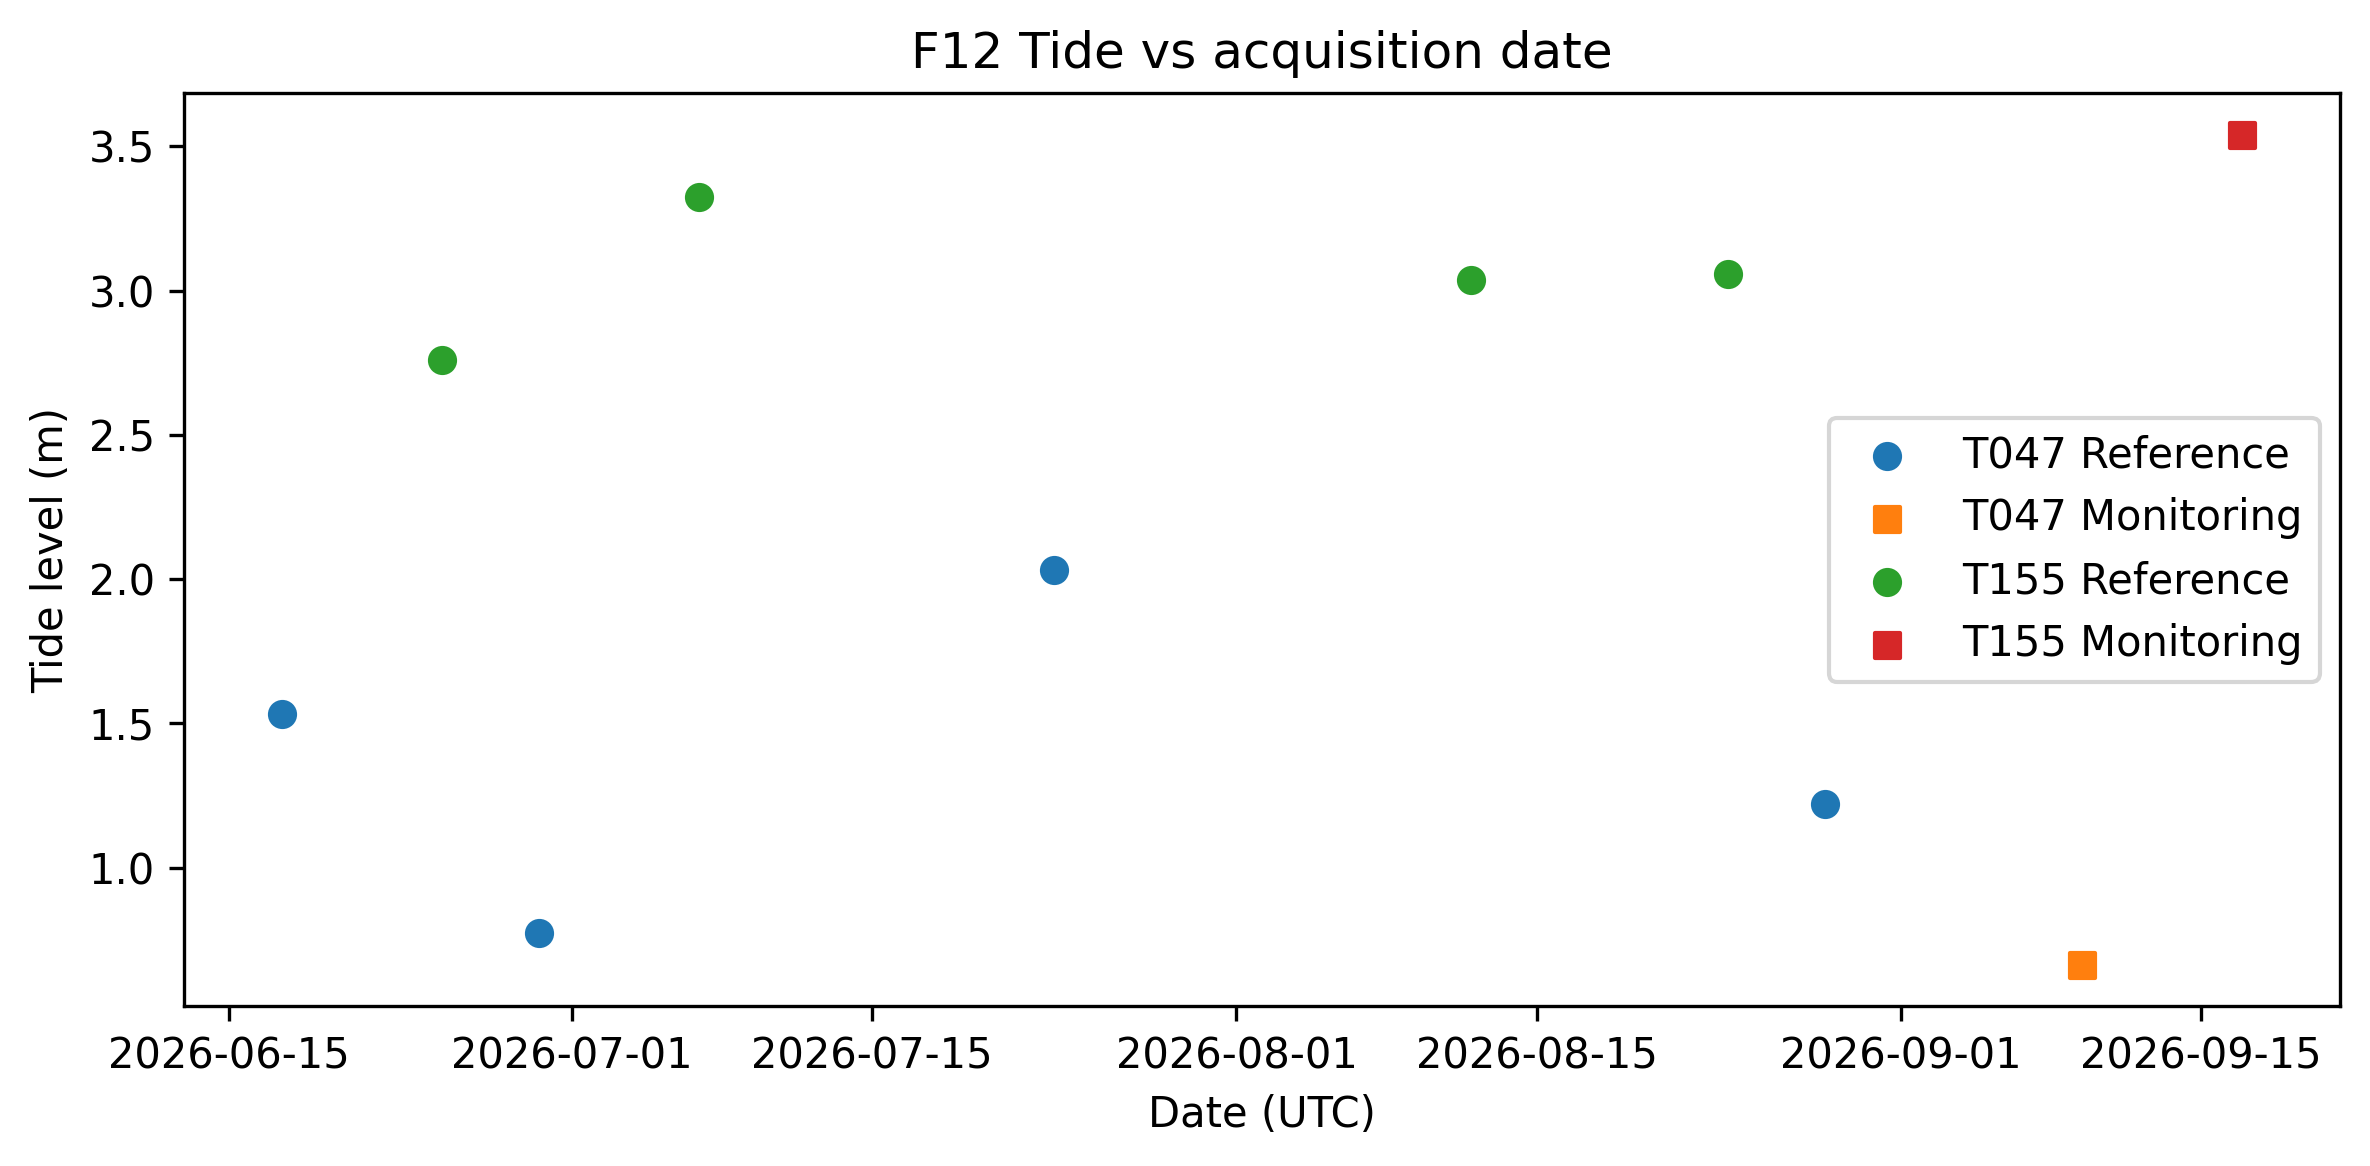 F12 Tide vs acquisition date
3.5
3.0
2.5
2.0
1.5
1.0
Tide level (m)
T047 Reference
T047 Monitoring
T155 Reference
T155 Monitoring
2026-06-15 2026-07-01 2026-07-15 2026-08-01 2026-08-15 2026-09-01 2026-09-15
Date (UTC)